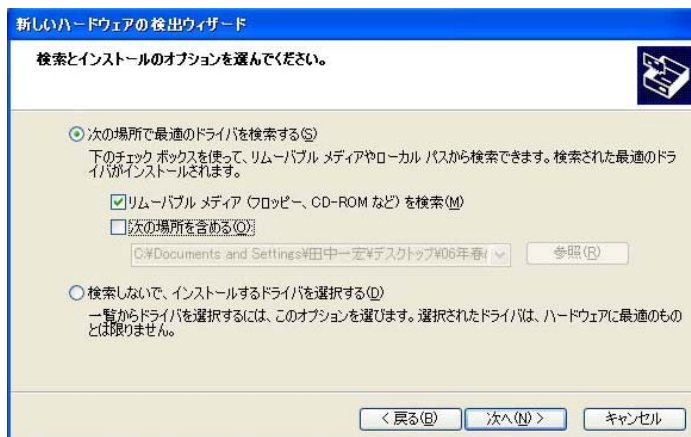 新しいハードウェアの検出ウィザード
検索とインストールのオプションを選んでください。
次の場所で最適のドライバを検索する(S)
下のチェック ボックスを使って、リムーバブル メディアやローカル パスから検索できます。検索された最適のドラ
イバがインストールされます。
リムーバブル メディア (フロッピー、CD-ROM など) を検索(M)
次の場所を含める(O):
C:¥Documents and Settings¥田中一宏¥デスクトップ¥06年春(
参照(R)
検索しないで、インストールするドライバを選択する(D)
一覧からドライバを選択するには、このオプションを選びます。選択されたドライバは、ハードウェアに最適のもの
とは限りません。
< 戻る(B)
次へ(N) >
キャンセル